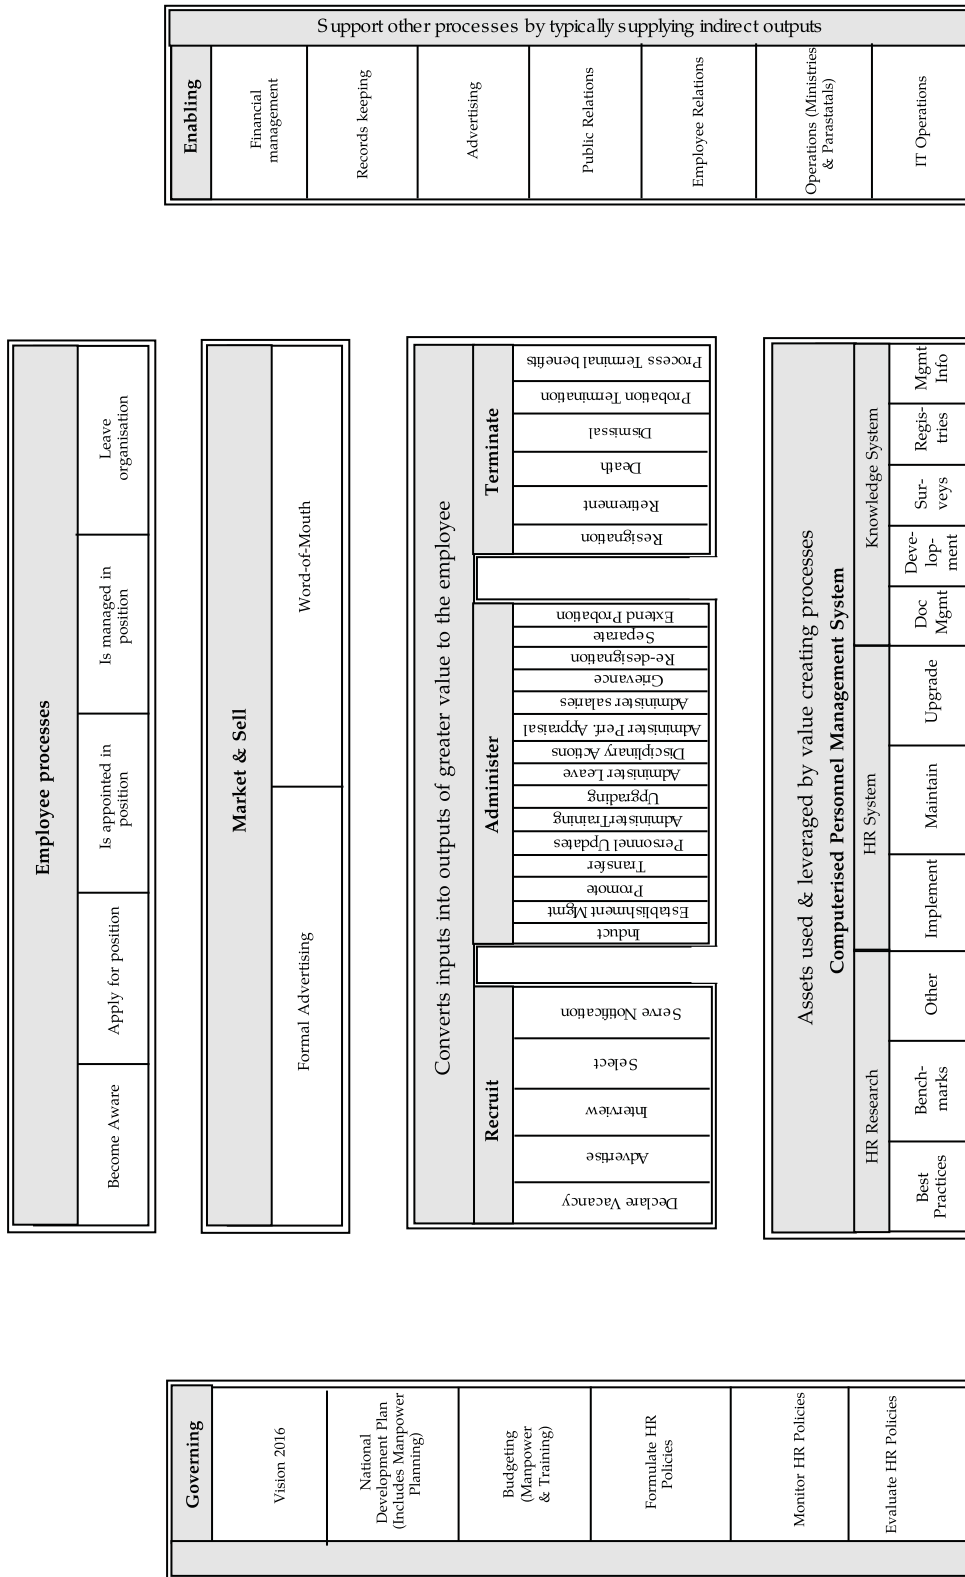 Support other processes by typically supplying indirect outputs
Enabling
Financial
management
Records keeping
Advertising
Public Relations
Employee Relations
Operations (Ministries
& Parastatals)
IT Operations
Employee processes
Become Aware
Apply for position
Is appointed in
position
Is managed in
position
Leave
organisation
Market & Sell
Formal Advertising
Word-of-Mouth
Converts inputs into outputs of greater value to the employee
Recruit
Declare Vacancy
Advertise
Interview
Select
Serve Notification
Administer
Induct
Establishment Mgmt
Promote
Transfer
Personnel Updates
AdministerTraining
Upgrading
Administer Leave
Disciplinary Actions
Administer Perf. Appraisal
Administer salaries
Grievance
Re-designation
Separate
Extend Probation
Terminate
Resignation
Retirement
Death
Dismissal
Probation Termination
Process Terminal benefits
Assets used & leveraged by value creating processes
Computerised Personnel Management System
HR Research
Best
Practices
Bench-
marks
Other
HR System
Implement
Maintain
Upgrade
Knowledge System
Doc
Mgmt
Deve-
lop-
ment
Sur-
veys
Regis-
tries
Mgmt
Info
Governing
Vision 2016
National
Development Plan
(Includes Manpower
Planning)
Budgeting
(Manpower
& Training)
Formulate HR
Policies
Monitor HR Policies
Evaluate HR Policies